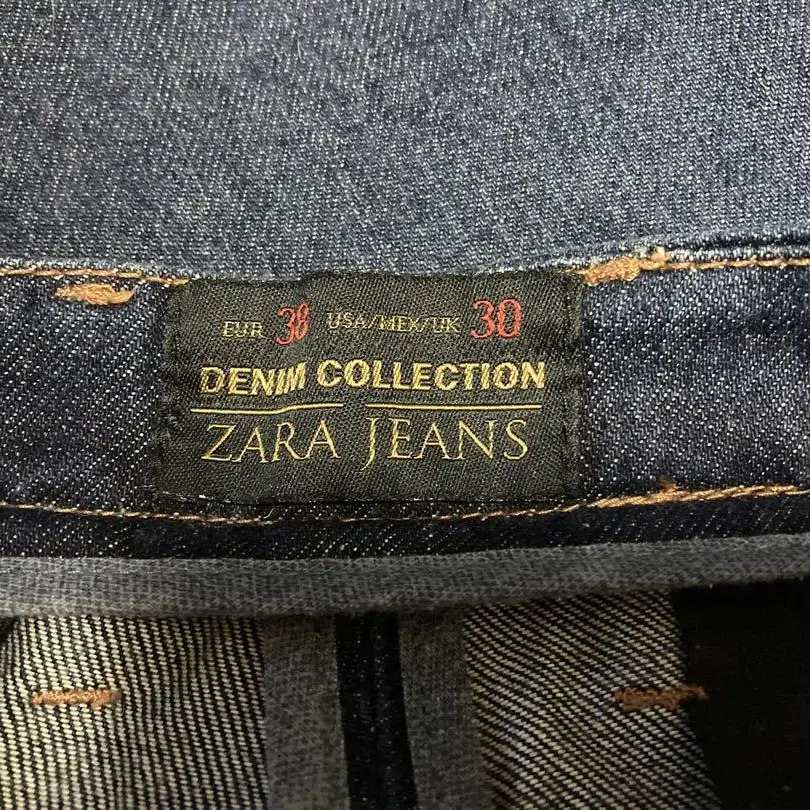 EUR 38 USA/MEX/UK 30
DENIM COLLECTION
ZARA JEANS